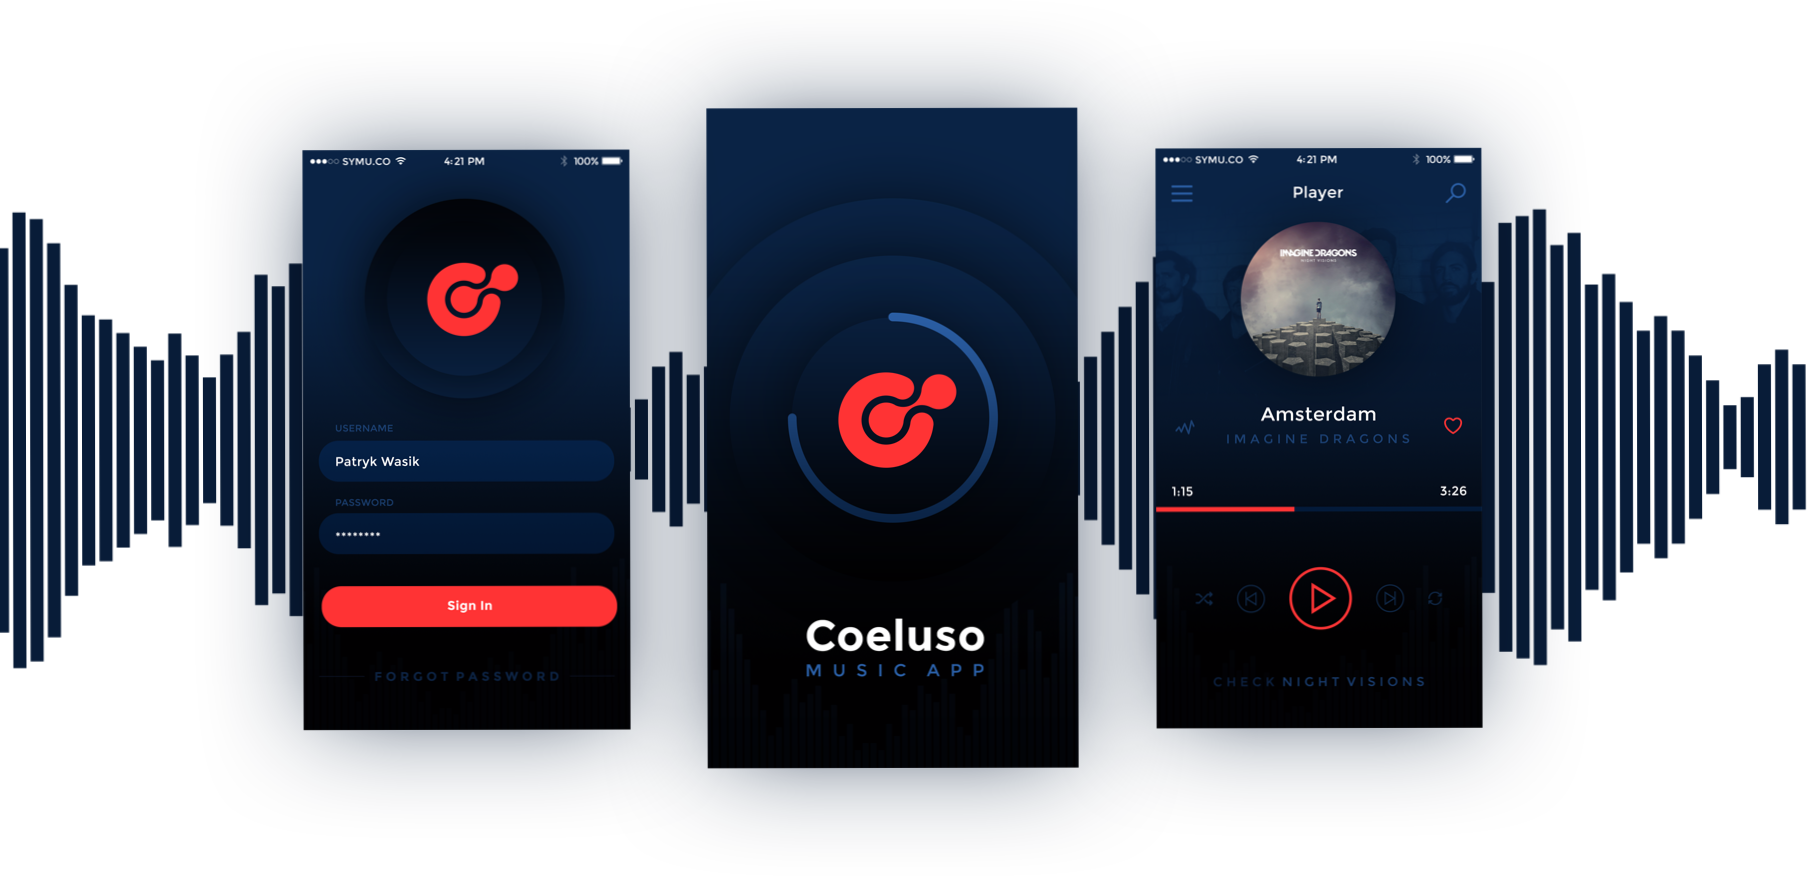 SYMU.CO 4:21 PM 100%
USERNAME
Patryk Wasik
PASSWORD
********
Sign In
FORGOT PASSWORD
Coeluso
MUSIC APP
SYMU.CO 4:21 PM 100%
Player
IMAGINE DRAGONS
NIGHT VISIONS
Amsterdam
IMAGINE DRAGONS
1:15 3:26
CHECK NIGHT VISIONS